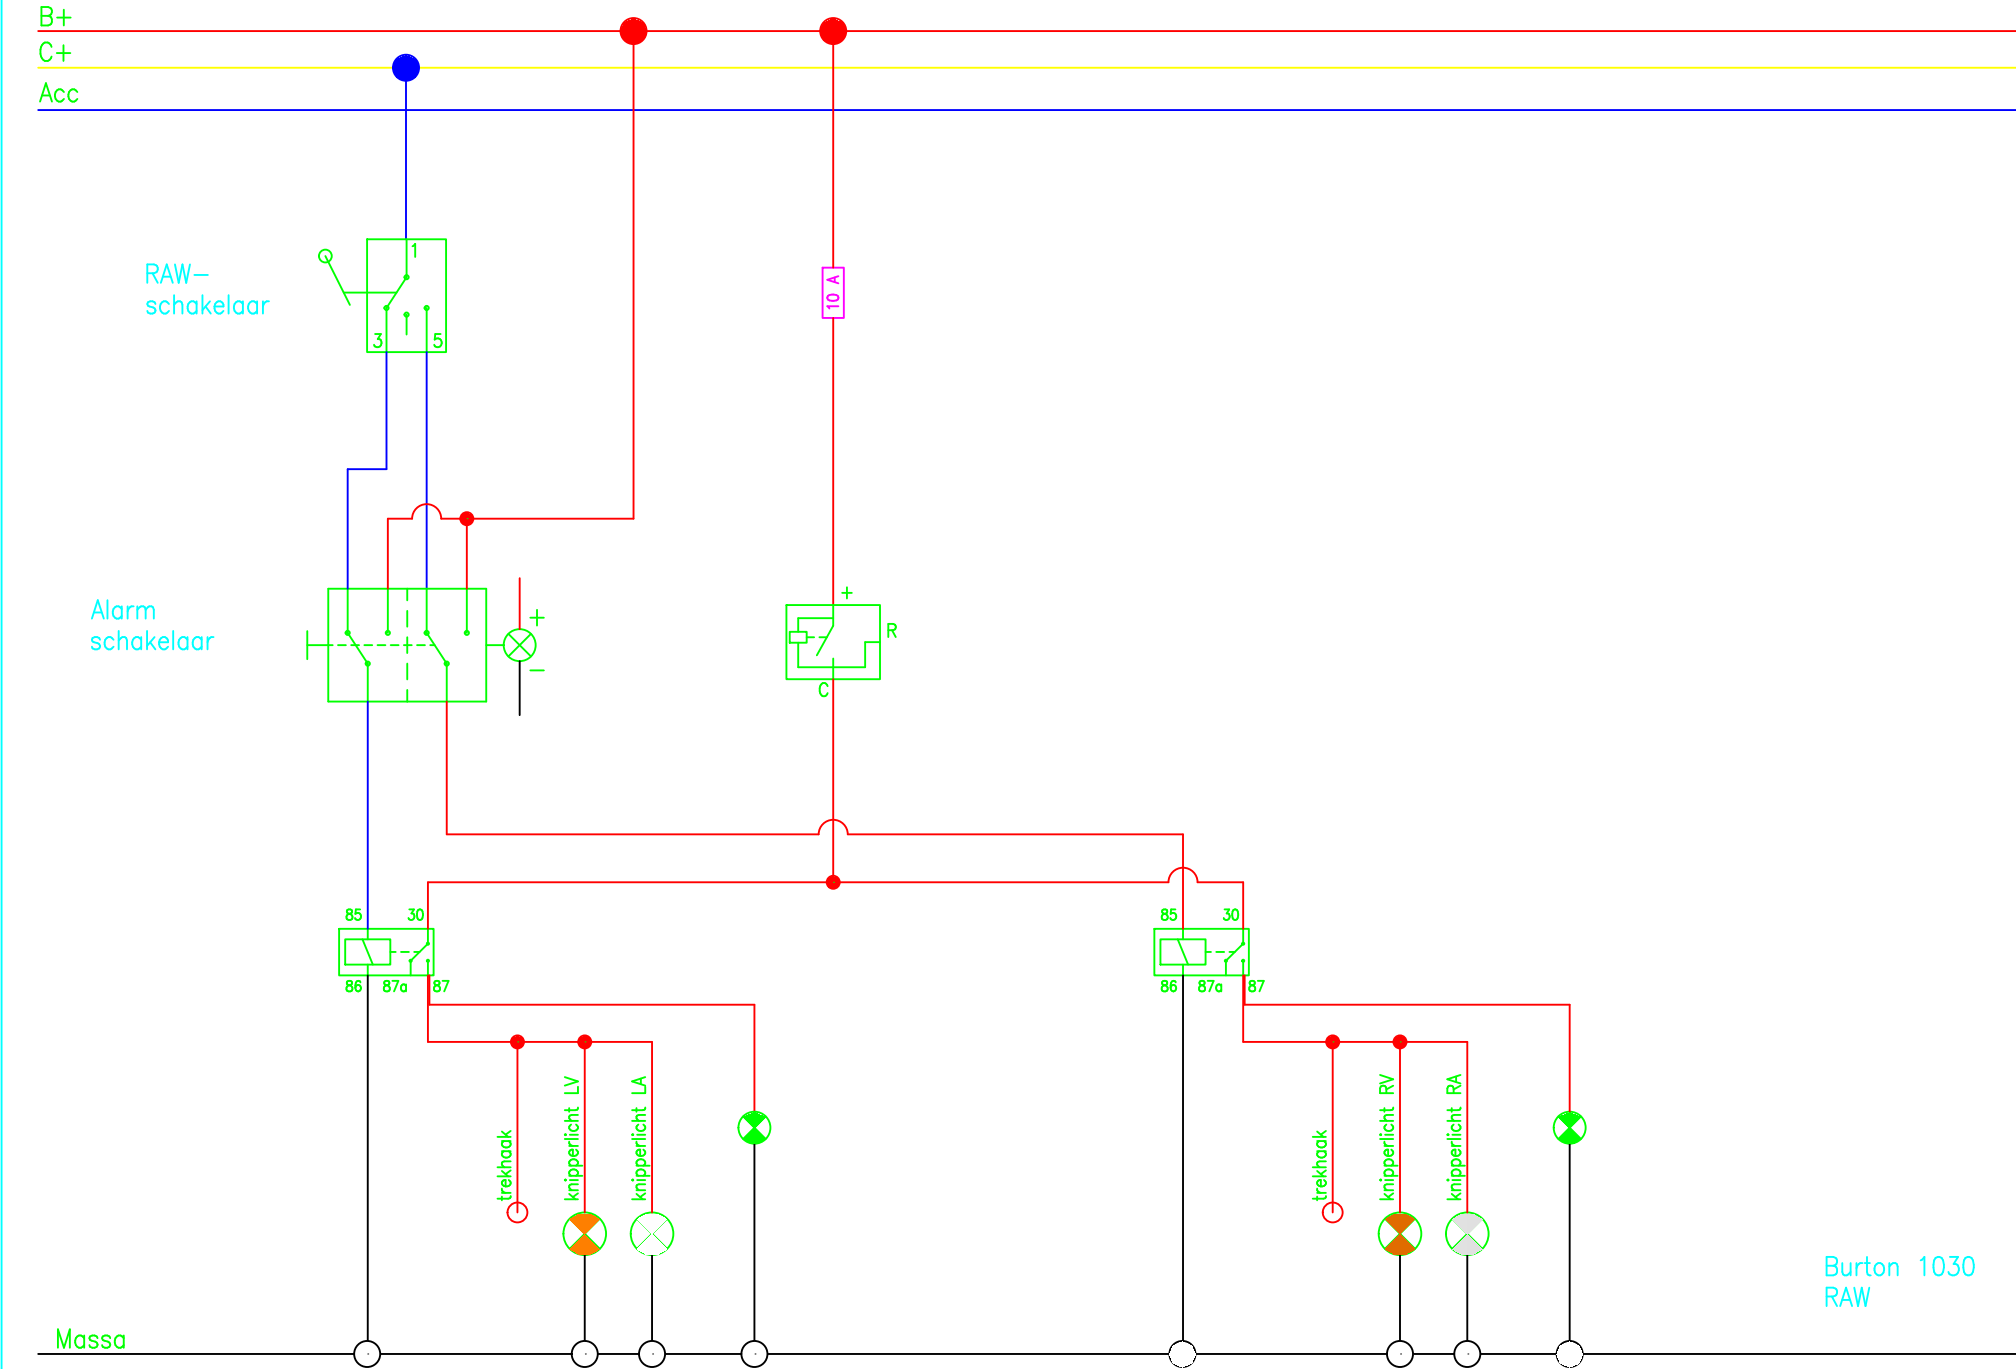 B+
C+
Acc
RAW-
schakelaar
1
3
5
10 A
Alarm
schakelaar
+
−
+
R
C
85
30
86
87a
87
85
30
86
87a
87
trekhaak
knipperlicht LV
knipperlicht LA
trekhaak
knipperlicht RV
knipperlicht RA
Burton 1030
RAW
Massa